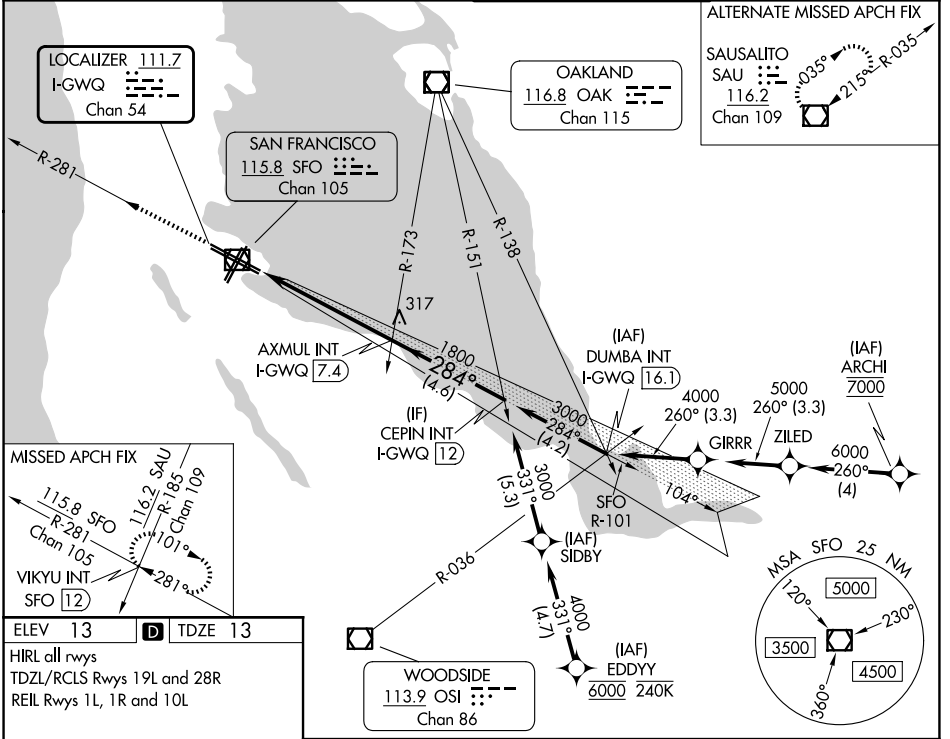 ALTERNATE MISSED APCH FIX
SAUSALITO
SAU
116.2
Chan 109
035°
215°
R-035
LOCALIZER 111.7
I-GWQ
Chan 54
OAKLAND
116.8 OAK
Chan 115
SAN FRANCISCO
115.8 SFO
Chan 105
R-281
R-173
R-151
R-138
317
AXMUL INT
I-GWQ 7.4
1800
284°
(4.6)
(IAF)
DUMBA INT
I-GWQ 16.1
(IAF)
ARCHI
7000
4000
260° (3.3)
5000
260° (3.3)
GIRRR
ZILED
6000
260°
(4)
(IF)
CEPIN INT
I-GWQ 12
3000
284°
(4.2)
SFO
R-101
104°
3000
331°
(5.3)
(IAF)
SIDBY
R-036
4000
331°
(4.7)
(IAF)
EDDYY
6000 240K
MISSED APCH FIX
115.8 SFO
R-281
Chan 105
116.2 SAU
R-185
Chan 109
101°
281°
VIKYU INT
SFO 12
WOODSIDE
113.9 OSI
Chan 86
MSA SFO 25 NM
120°
5000
230°
3500
4500
360°
ELEV 13 D TDZE 13
HIRL all rwys
TDZL/RCLS Rwys 19L and 28R
REIL Rwys 1L, 1R and 10L